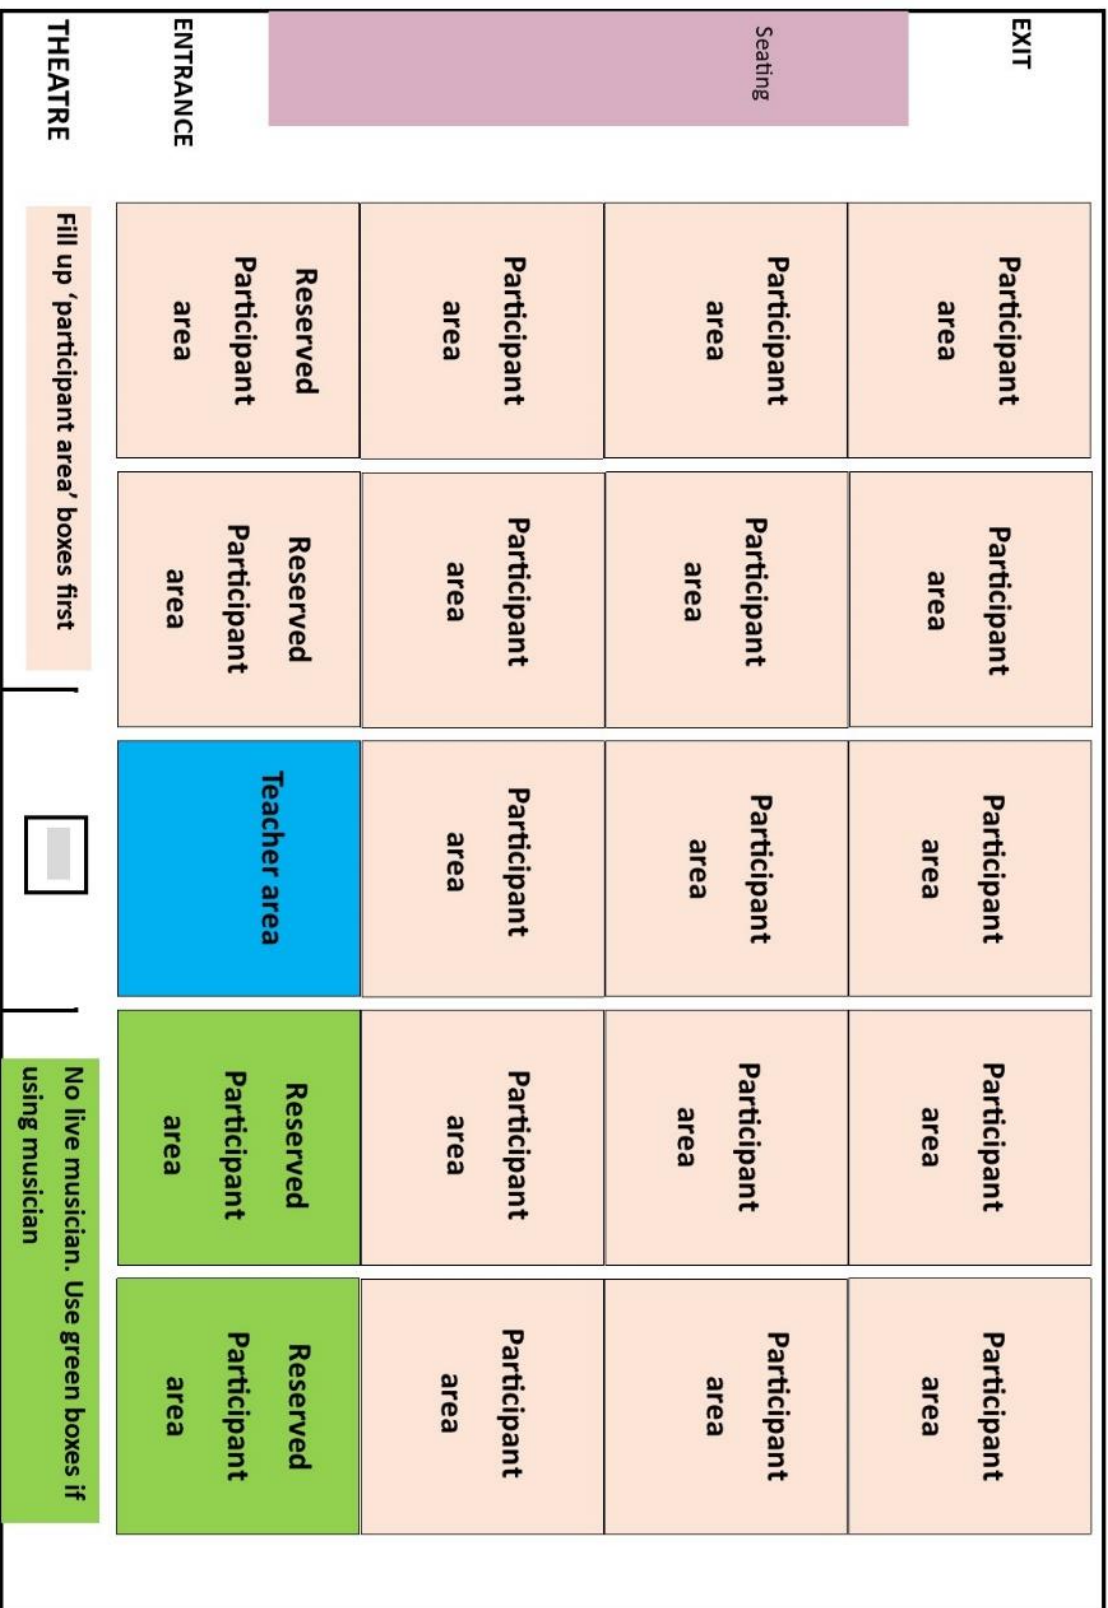 EXIT
Participant
area
Participant
area
Participant
area
Participant
area
Participant
area
Seating
Participant
area
Participant
area
Participant
area
Participant
area
Participant
area
Participant
area
Participant
area
Participant
area
Participant
area
Participant
area
ENTRANCE
Reserved
Participant
area
Reserved
Participant
area
Teacher area
Reserved
Participant
area
Reserved
Participant
area
THEATRE
Fill up ‘participant area’ boxes first
No live musician. Use green boxes if
using musician